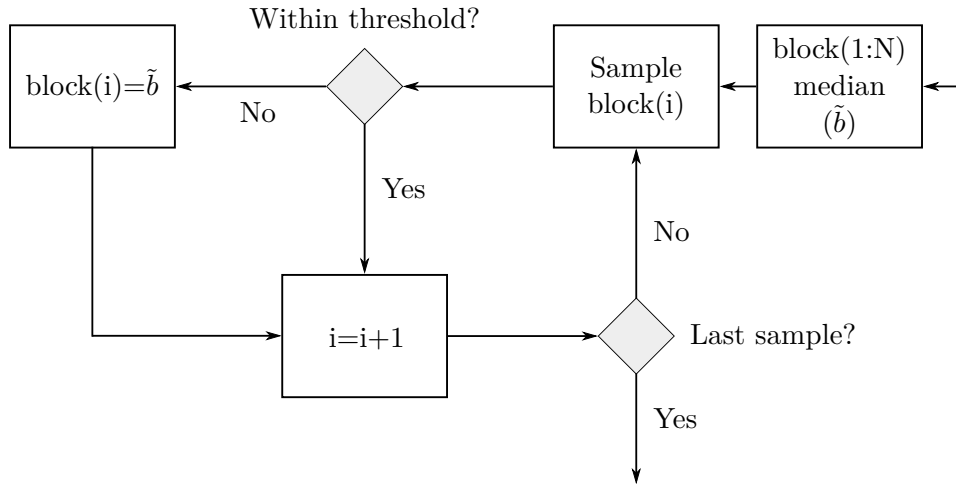 Within threshold?
block(i)=b̃
No
Sample
block(i)
block(1:N)
median
(b̃)
Yes
No
i=i+1
Last sample?
Yes